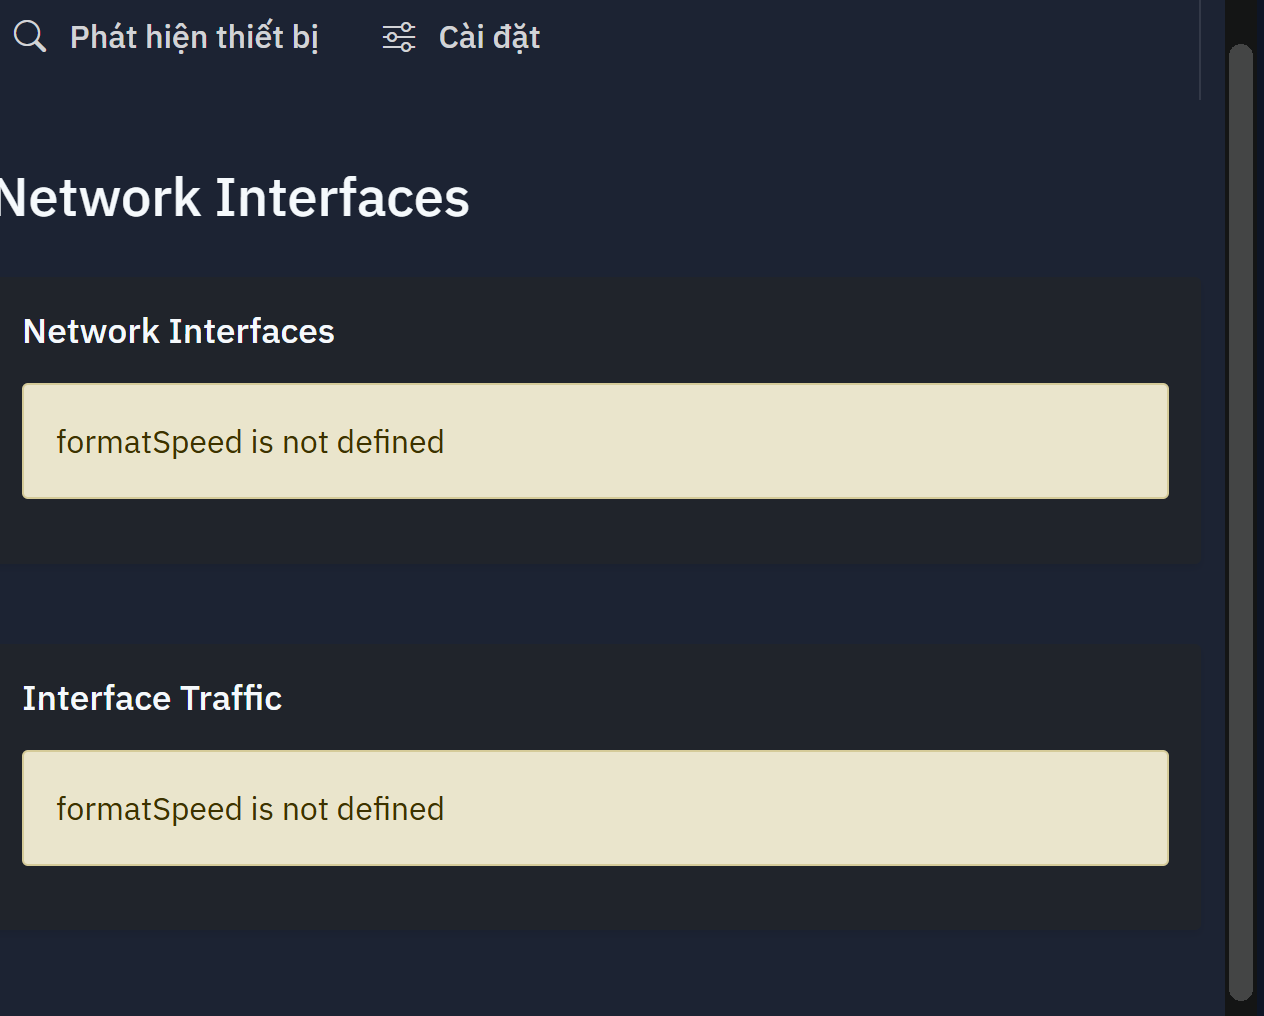 Phát hiện thiết bị Cài đặt
Network Interfaces
Network Interfaces
formatSpeed is not defined
Interface Traffic
formatSpeed is not defined